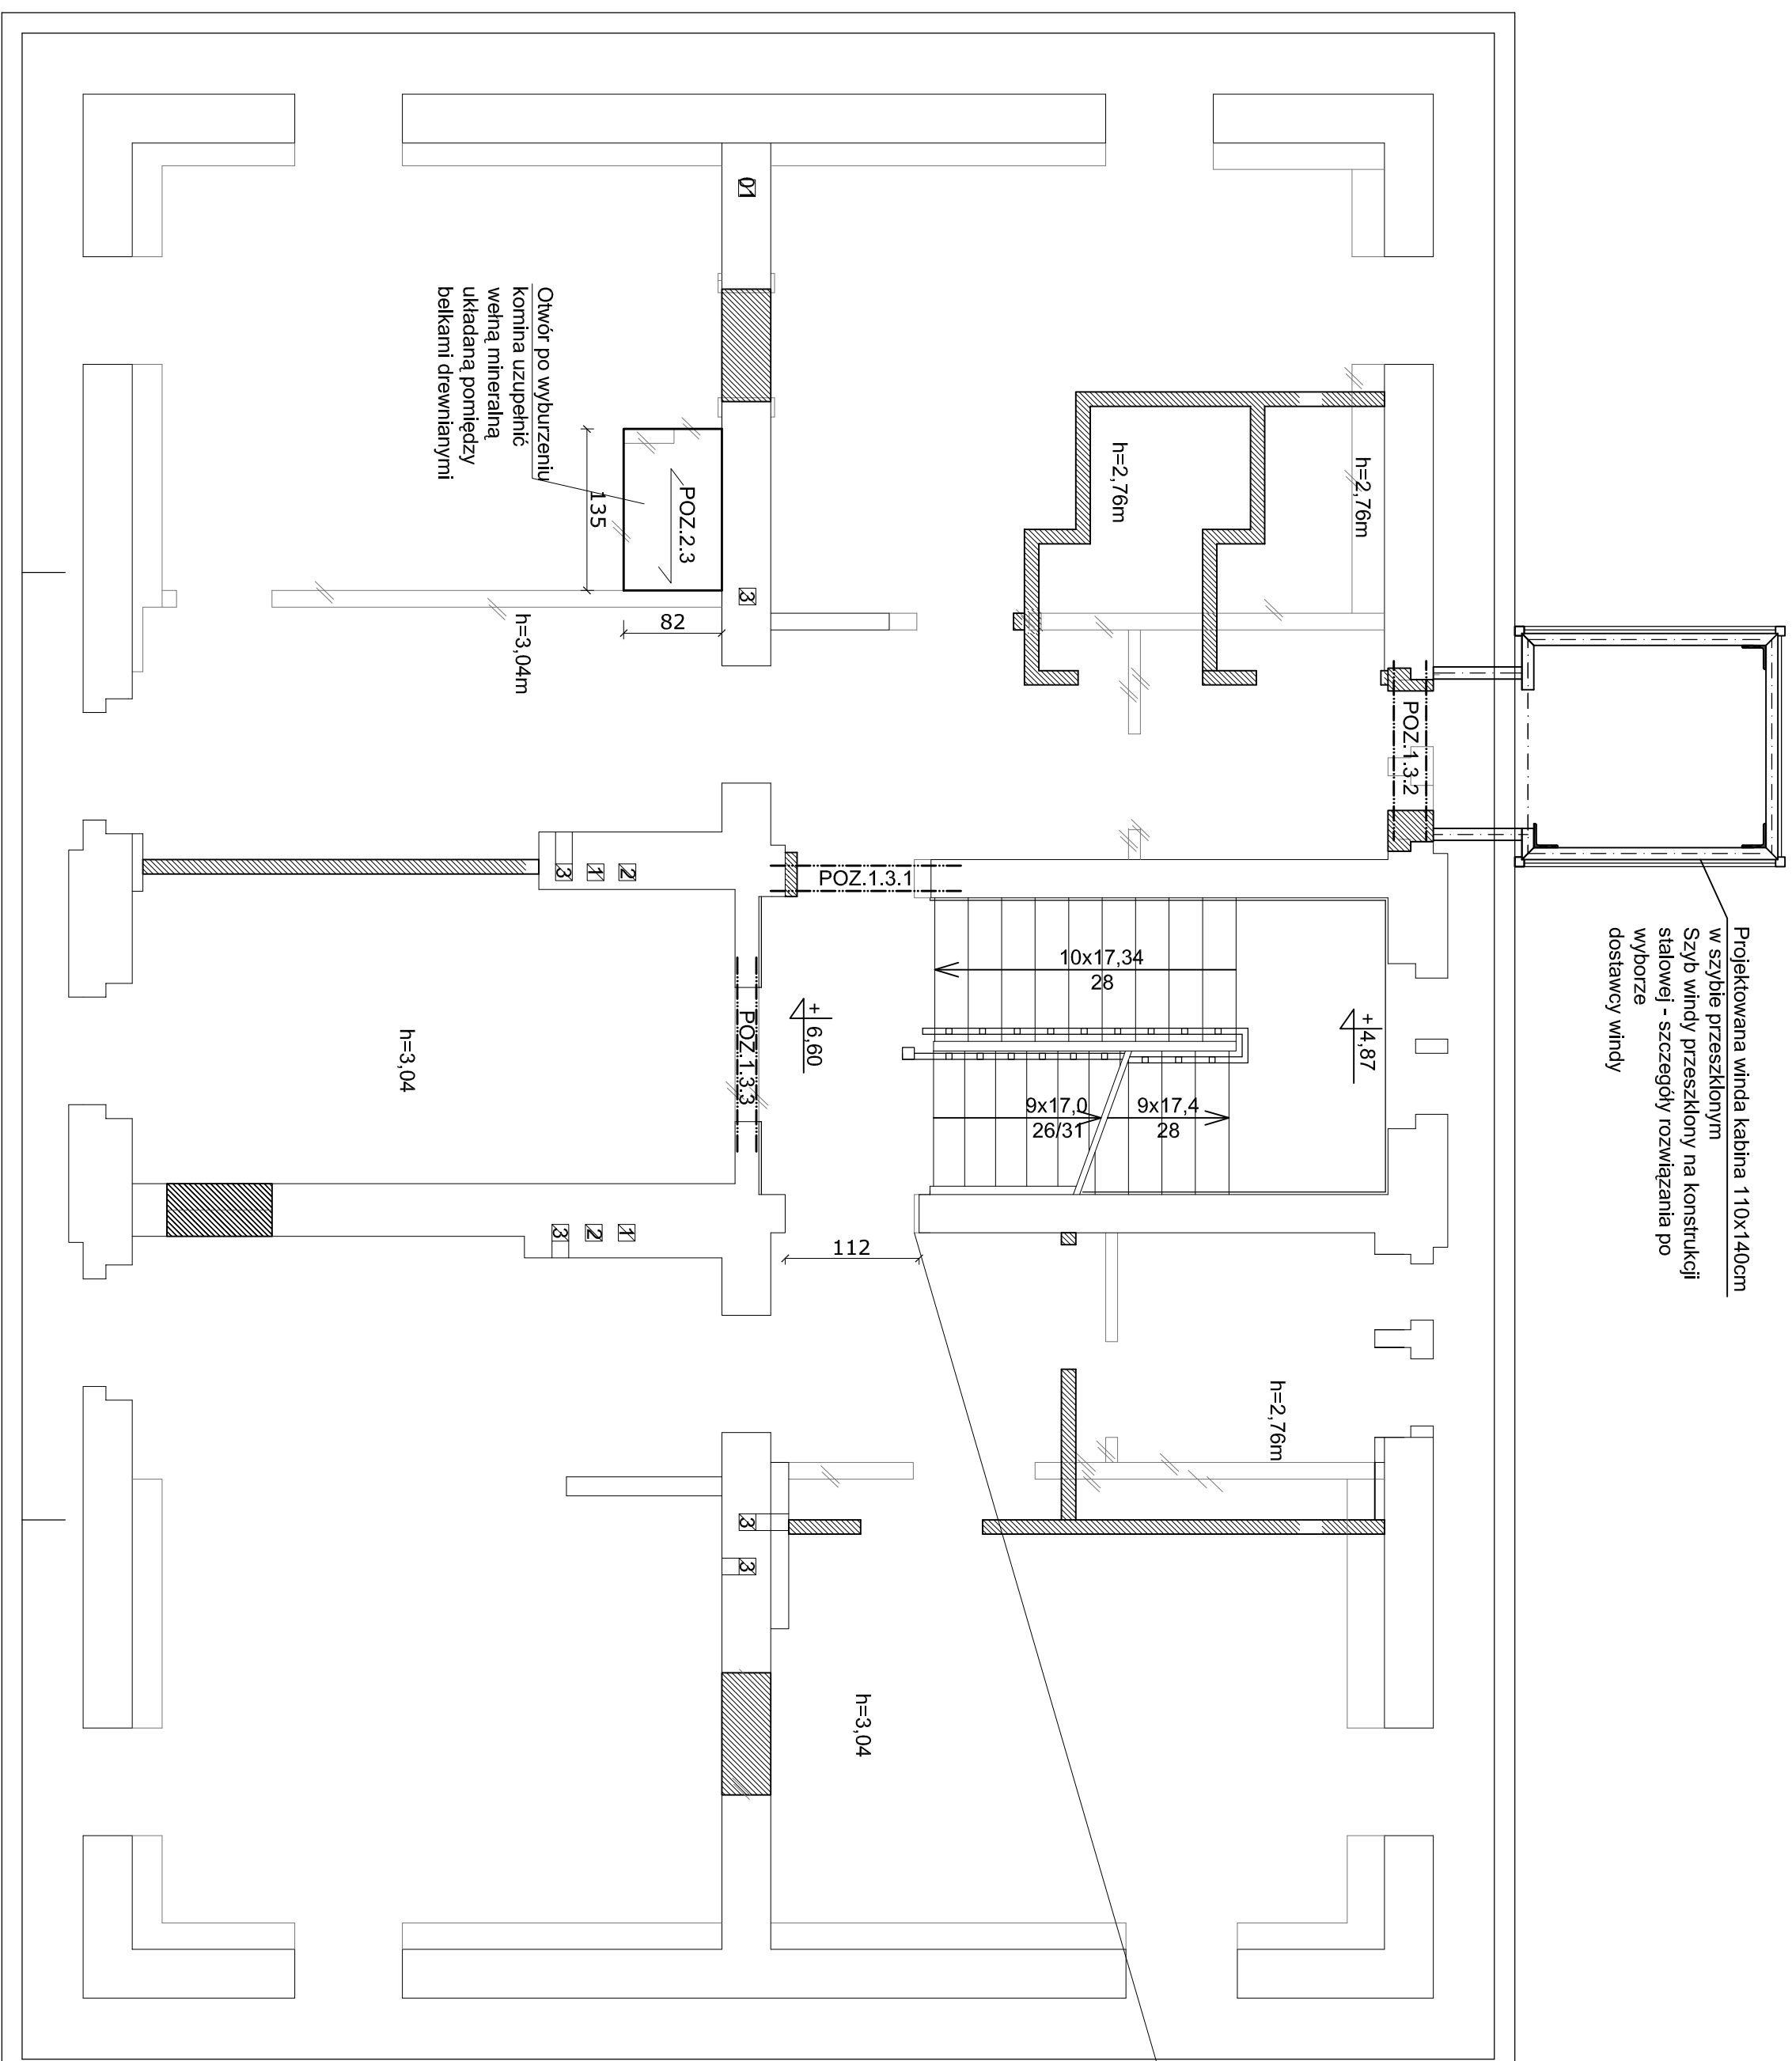 Projektowana winda kabina 110x140cm
w szybie przeszklonym
Szyb windy przeszklony na konstrukcji
stalowej - szczegóły rozwiązania po
wyborze
dostawcy windy
POZ.1.3.2
h=2,76m
h=2,76m
01
Otwór po wyburzeniu
komina uzupełnić
wełną mineralną
układaną pomiędzy
belkami drewnianymi
POZ.2.3
135
82
3
h=3,04m
3
1
2
POZ.1.3.1
10x17,34
28
+
4,87
+
6,60
9x17,0
26/31
9x17,4
28
POZ.1.3.3
h=3,04
3
2
1
112
h=2,76m
3
3
h=3,04